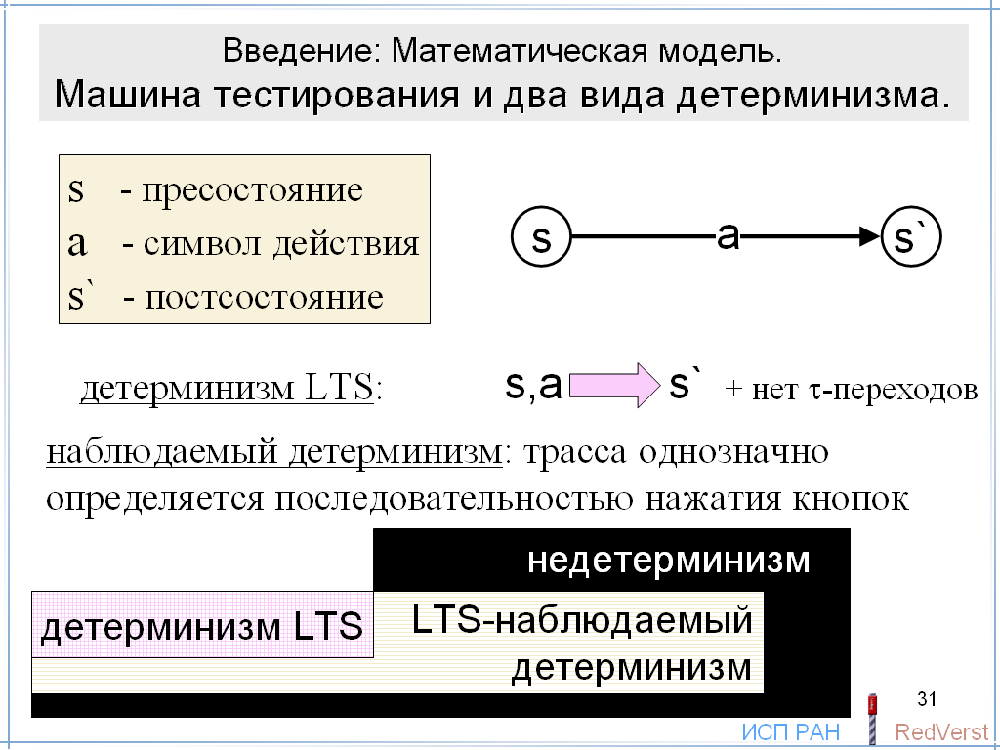 Введение: Математическая модель.
Машина тестирования и два вида детерминизма.
s - пресостояние
a - символ действия
s` - постсостояние
s a s`
детерминизм LTS: s,a s` + нет τ-переходов
наблюдаемый детерминизм: трасса однозначно
определяется последовательностью нажатия кнопок
недетерминизм
детерминизм LTS
LTS-наблюдаемый
детерминизм
31
ИСП РАН RedVerst